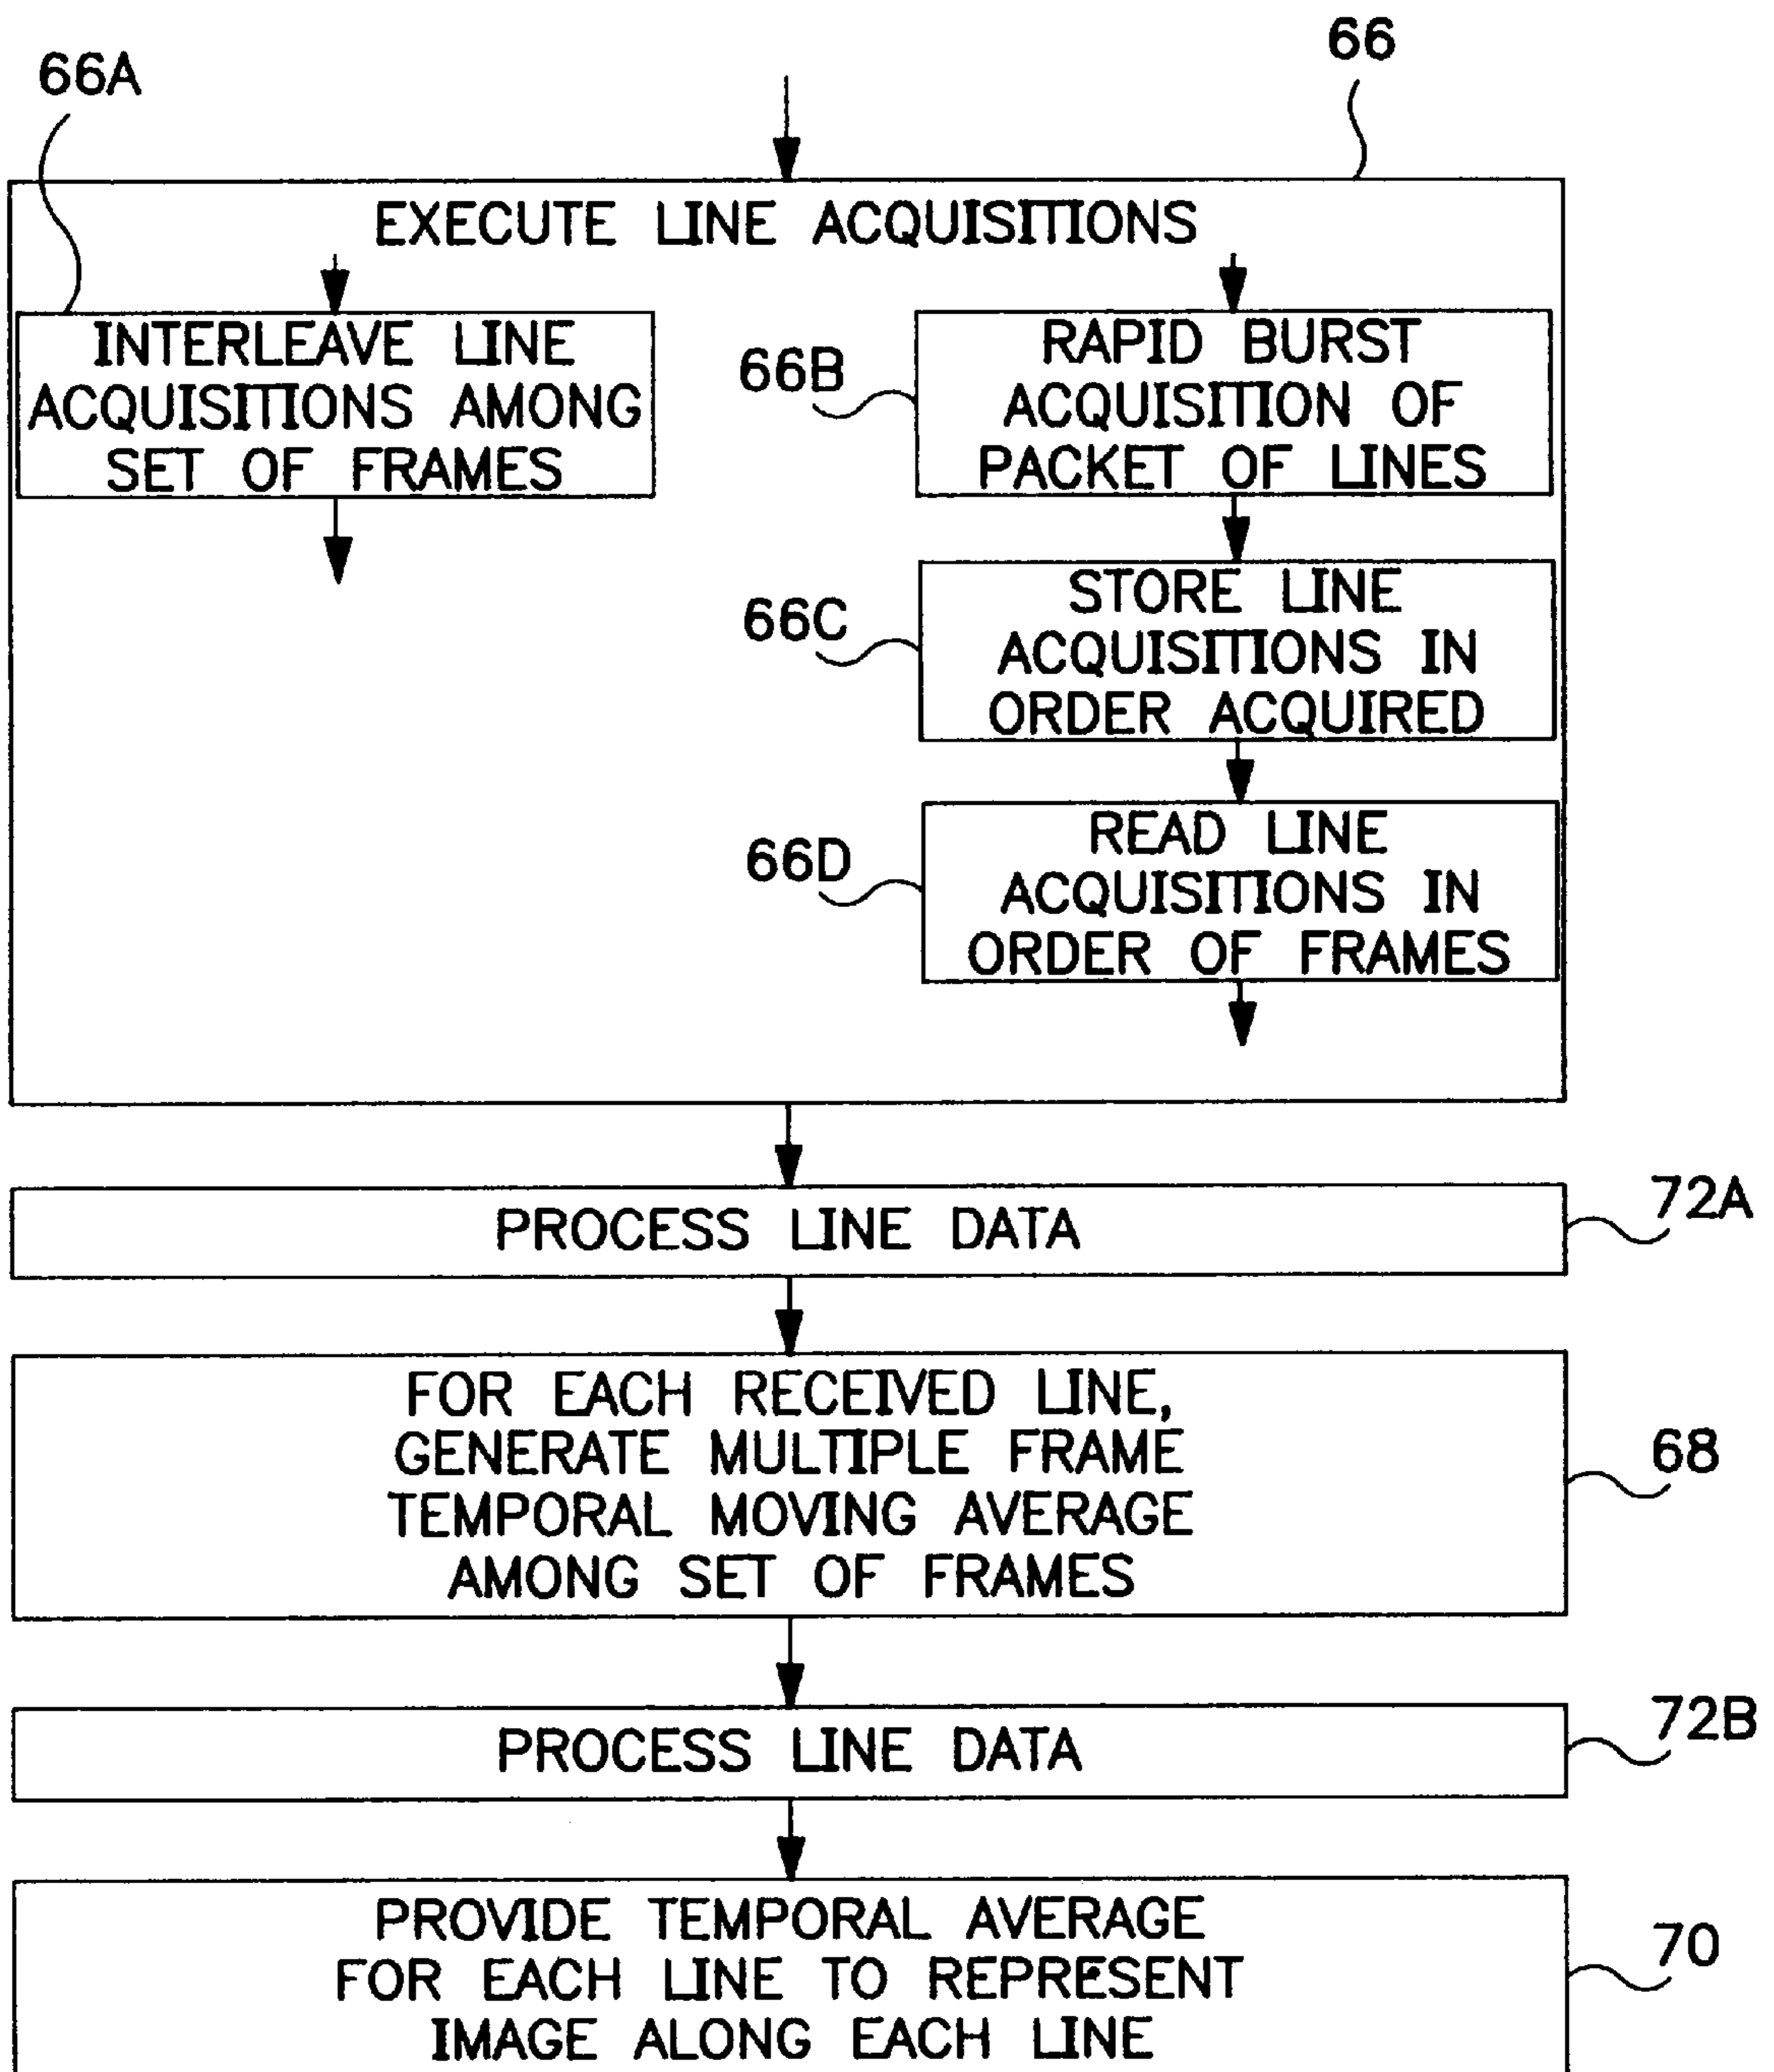 66A
66
EXECUTE LINE ACQUISITIONS
INTERLEAVE LINE
ACQUISITIONS AMONG
SET OF FRAMES
66B
RAPID BURST
ACQUISITION OF
PACKET OF LINES
66C
STORE LINE
ACQUISITIONS IN
ORDER ACQUIRED
66D
READ LINE
ACQUISITIONS IN
ORDER OF FRAMES
PROCESS LINE DATA
72A
FOR EACH RECEIVED LINE,
GENERATE MULTIPLE FRAME
TEMPORAL MOVING AVERAGE
AMONG SET OF FRAMES
68
PROCESS LINE DATA
72B
PROVIDE TEMPORAL AVERAGE
FOR EACH LINE TO REPRESENT
IMAGE ALONG EACH LINE
70